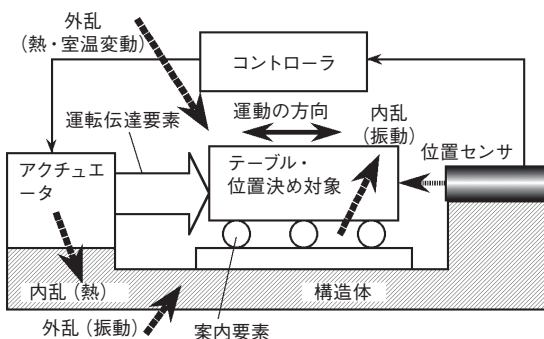 外乱
(熱・室温変動)
コントローラ
運転伝達要素
運動の方向
内乱
(振動)
位置センサ
アクチュエ
ータ
テーブル・
位置決め対象
内乱(熱)
構造体
外乱(振動)
案内要素